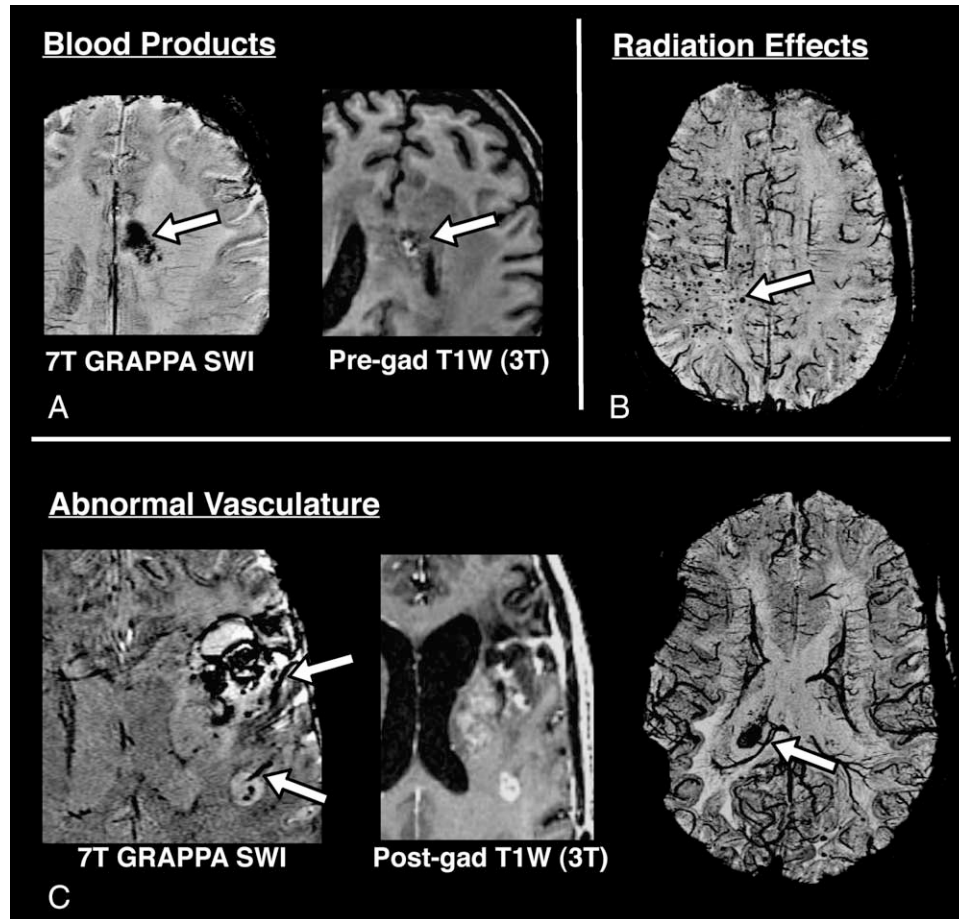 Blood Products
Radiation Effects
7T GRAPPA SWI
Pre-gad T1W (3T)
A
B
Abnormal Vasculature
7T GRAPPA SWI
Post-gad T1W (3T)
C